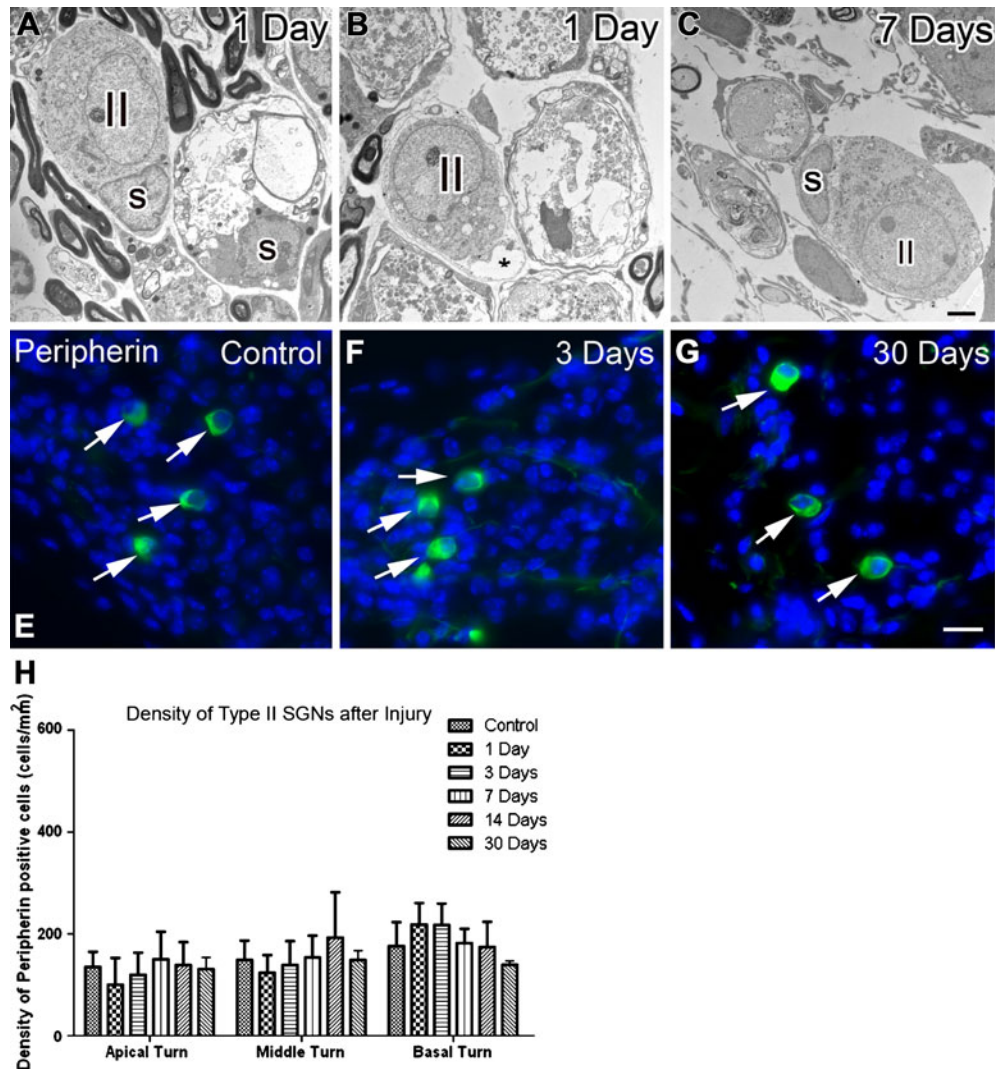 A 1 Day
II
S
S
B 1 Day
II
*
C 7 Days
S
II
Peripherin Control
E
F 3 Days
G 30 Days
H
Density of Type II SGNs after Injury
Density of Peripherin positive cells (cells/mm2)
600
400
200
0
Control
1 Day
3 Days
7 Days
14 Days
30 Days
Apical Turn Middle Turn Basal Turn